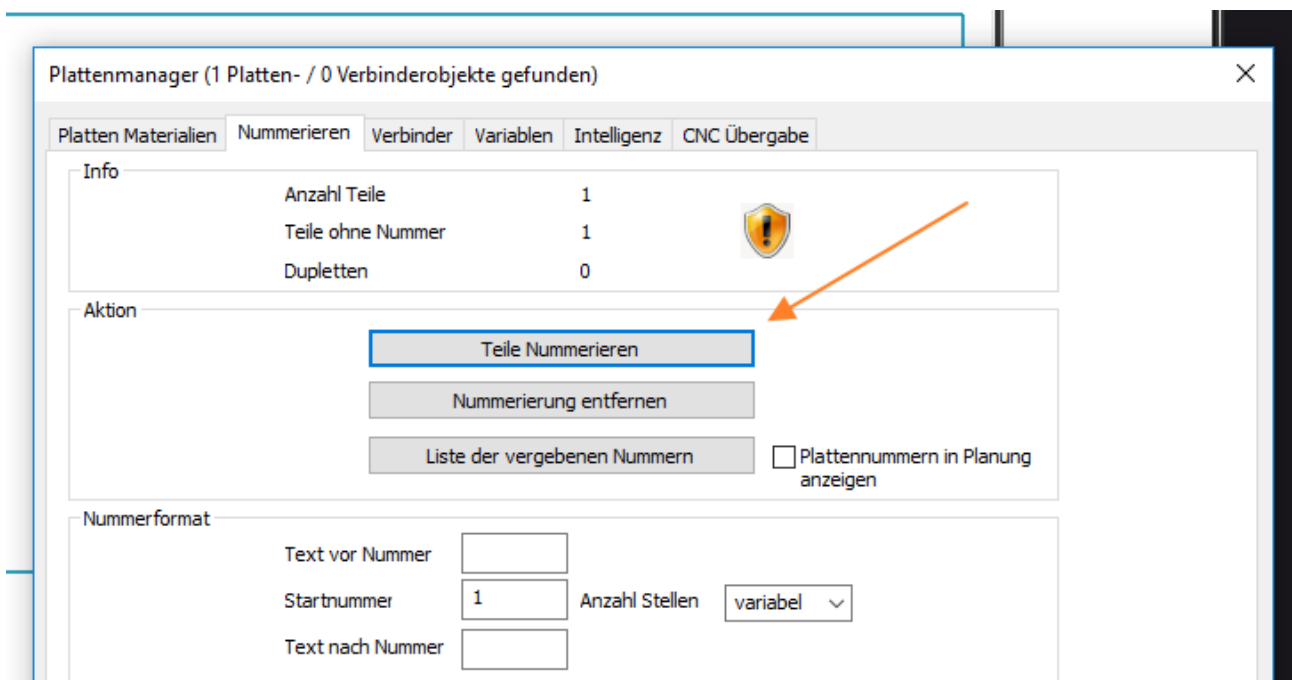 Plattenmanager (1 Platten- / 0 Verbinderobjekte gefunden)
Platten Materialien Nummerieren Verbinder Variablen Intelligenz CNC Übergabe
Info
Anzahl Teile 1
Teile ohne Nummer 1
Dupletten 0
Aktion
Teile Nummerieren
Nummerierung entfernen
Liste der vergebenen Nummern
Plattennummern in Planung
anzeigen
Nummerformat
Text vor Nummer
Startnummer 1 Anzahl Stellen variabel
Text nach Nummer